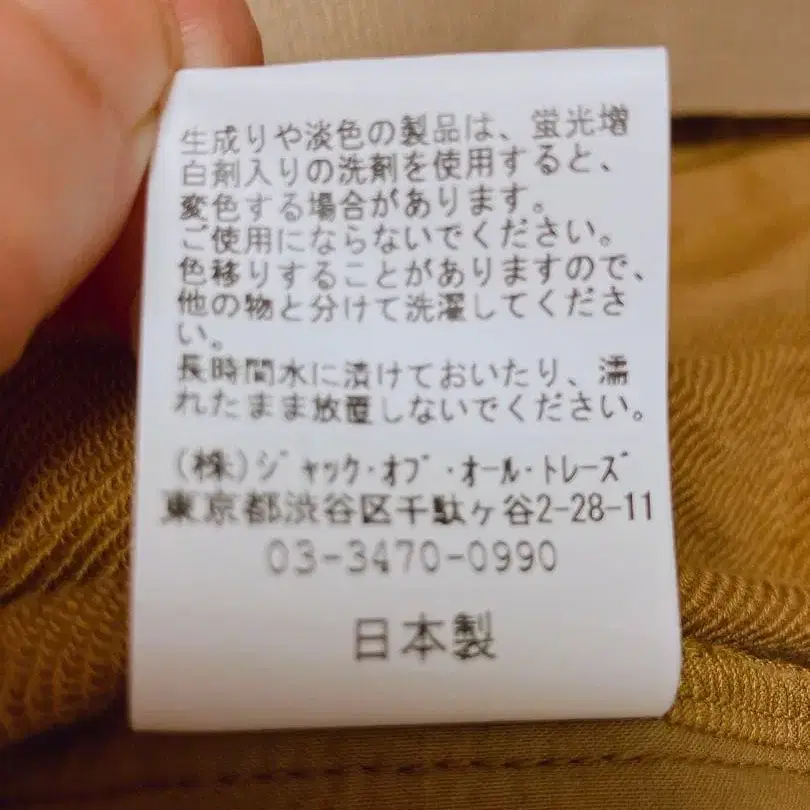 生成りや淡色の製品は、蛍光増
白剤入りの洗剤を使用すると、
変色する場合があります。
ご使用にならないでください。
色移りすることがありますので、
他の物と分けて洗濯してくださ
い。
長時間水に漬けておいたり、濡
れたまま放置しないでください。
(株)ｼﾞｬｯｸ･ｵﾌﾞ･ｵｰﾙ･ﾄﾚｰｽﾞ
東京都渋谷区千駄ヶ谷2-28-11
03-3470-0990
日本製